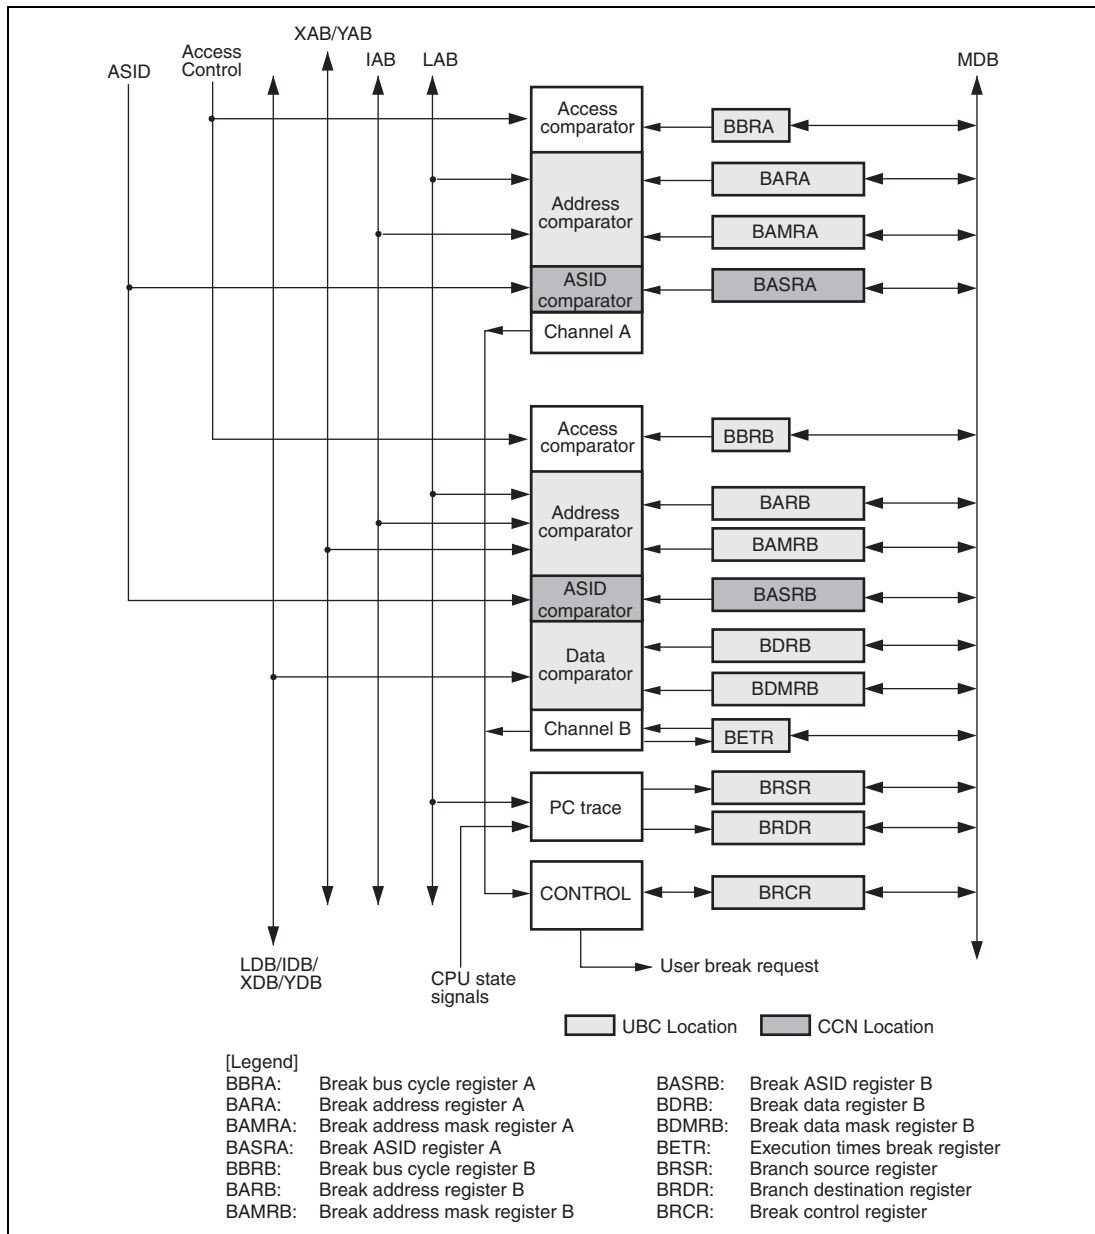 XAB/YAB
Access
Control
ASID
IAB
LAB
MDB
Access
comparator
BBRA
Address
comparator
BARA
BAMRA
ASID
comparator
BASRA
Channel A
Access
comparator
BBRB
Address
comparator
BARB
BAMRB
ASID
comparator
BASRB
Data
comparator
BDRB
BDMRB
Channel B
BETR
PC trace
BRSR
BRDR
CONTROL
BRCR
LDB/IDB/
XDB/YDB
CPU state
signals
User break request
UBC Location
CCN Location
[Legend]
BBRA: Break bus cycle register A
BARA: Break address register A
BAMRA: Break address mask register A
BASRA: Break ASID register A
BBRB: Break bus cycle register B
BARB: Break address register B
BAMRB: Break address mask register B
BASRB: Break ASID register B
BDRB: Break data register B
BDMRB: Break data mask register B
BETR: Execution times break register
BRSR: Branch source register
BRDR: Branch destination register
BRCR: Break control register